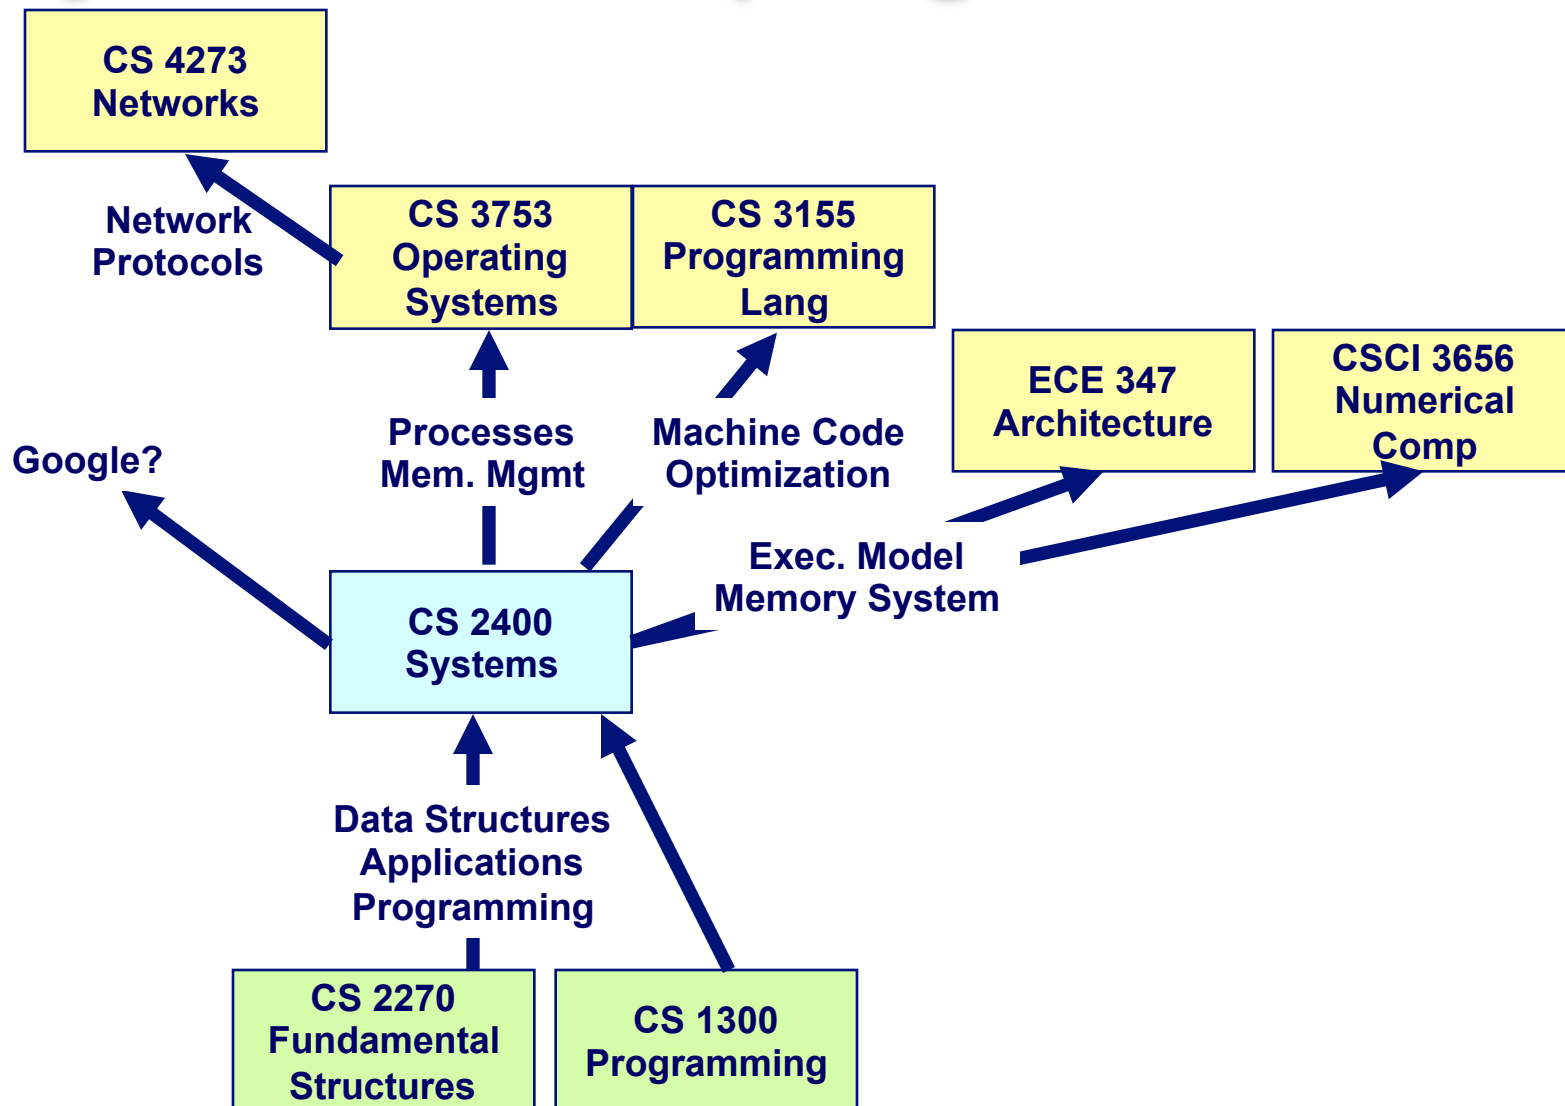 CS 4273
Networks
Network
Protocols
CS 3753
Operating
Systems
CS 3155
Programming
Lang
ECE 347
Architecture
CSCI 3656
Numerical
Comp
Google?
Processes
Mem. Mgmt
Machine Code
Optimization
Exec. Model
Memory System
CS 2400
Systems
Data Structures
Applications
Programming
CS 2270
Fundamental
Structures
CS 1300
Programming